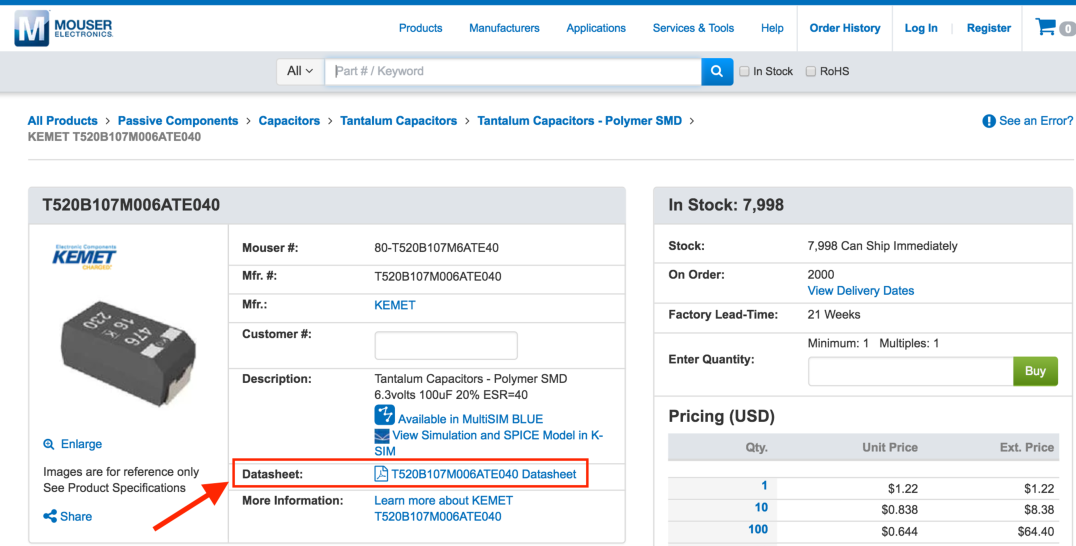 MOUSER
ELECTRONICS
Products Manufacturers Applications Services & Tools Help Order History Log In Register 0
All Part # / Keyword In Stock RoHS
All Products > Passive Components > Capacitors > Tantalum Capacitors > Tantalum Capacitors - Polymer SMD >
KEMET T520B107M006ATE040
See an Error?
T520B107M006ATE040
Electronic Components
KEMET
CHARGED.
230 16 K 476
Enlarge
Images are for reference only
See Product Specifications
Share
Mouser #: 80-T520B107M6ATE40
Mfr. #: T520B107M006ATE040
Mfr.: KEMET
Customer #:
Description: Tantalum Capacitors - Polymer SMD
6.3volts 100uF 20% ESR=40
Available in MultiSIM BLUE
View Simulation and SPICE Model in K-
SIM
Datasheet: T520B107M006ATE040 Datasheet
More Information: Learn more about KEMET
T520B107M006ATE040
In Stock: 7,998
Stock: 7,998 Can Ship Immediately
On Order: 2000
View Delivery Dates
Factory Lead-Time: 21 Weeks
Minimum: 1 Multiples: 1
Enter Quantity: Buy
Pricing (USD)
Qty. Unit Price Ext. Price
1 $1.22 $1.22
10 $0.838 $8.38
100 $0.644 $64.40